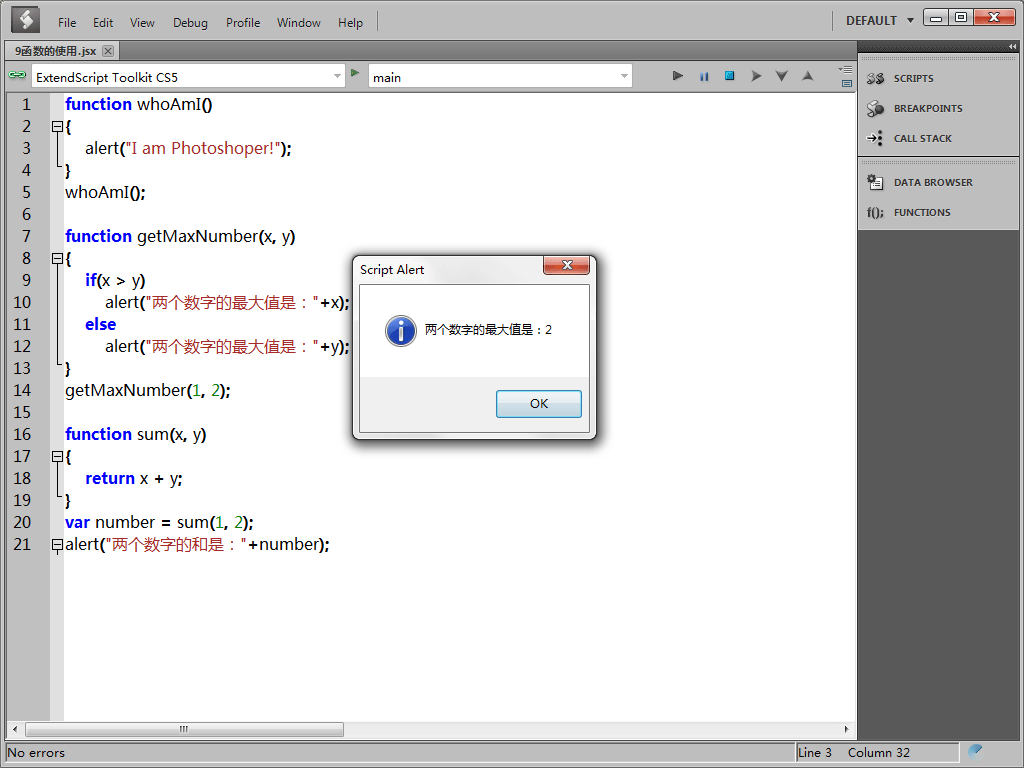 File Edit View Debug Profile Window Help DEFAULT
9函数的使用.jsx
ExtendScript Toolkit CS5 main
1 function whoAmI()
2 {
3 alert("I am Photoshoper!");
4 }
5 whoAmI();
6
7 function getMaxNumber(x, y)
8 {
9 if(x > y)
10 alert("两个数字的最大值是："+x);
11 else
12 alert("两个数字的最大值是："+y);
13 }
14 getMaxNumber(1, 2);
15
16 function sum(x, y)
17 {
18 return x + y;
19 }
20 var number = sum(1, 2);
21 alert("两个数字的和是："+number);
Script Alert
两个数字的最大值是：2
OK
SCRIPTS
BREAKPOINTS
CALL STACK
DATA BROWSER
f(); FUNCTIONS
No errors Line 3 Column 32